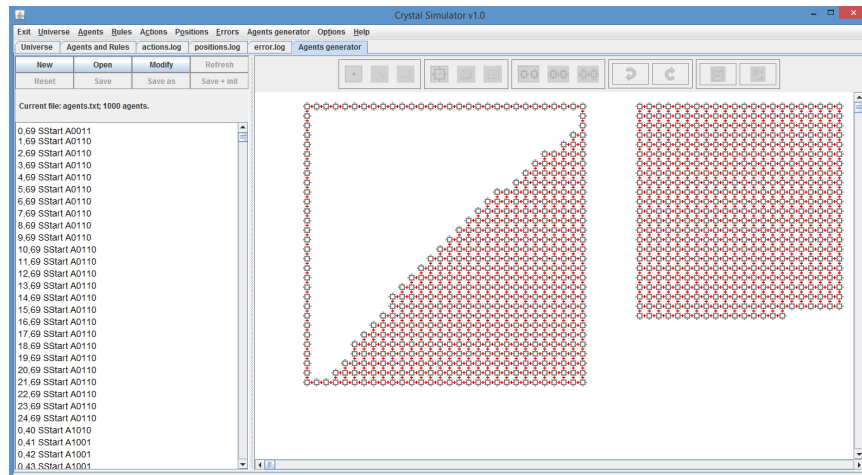 Crystal Simulator v1.0
Exit Universe Agents Rules Actions Positions Errors Agents generator Options Help
Universe Agents and Rules actions.log positions.log error.log Agents generator
New Open Modify Refresh
Reset Save Save as Save + init
Current file: agents.txt; 1000 agents.
0,69 SStart A0011
1,69 SStart A0110
2,69 SStart A0110
3,69 SStart A0110
4,69 SStart A0110
5,69 SStart A0110
6,69 SStart A0110
7,69 SStart A0110
8,69 SStart A0110
9,69 SStart A0110
10,69 SStart A0110
11,69 SStart A0110
12,69 SStart A0110
13,69 SStart A0110
14,69 SStart A0110
15,69 SStart A0110
16,69 SStart A0110
17,69 SStart A0110
18,69 SStart A0110
19,69 SStart A0110
20,69 SStart A0110
21,69 SStart A0110
22,69 SStart A0110
23,69 SStart A0110
24,69 SStart A0110
0,40 SStart A1010
0,41 SStart A1001
0,42 SStart A1001
0,43 SStart A1001